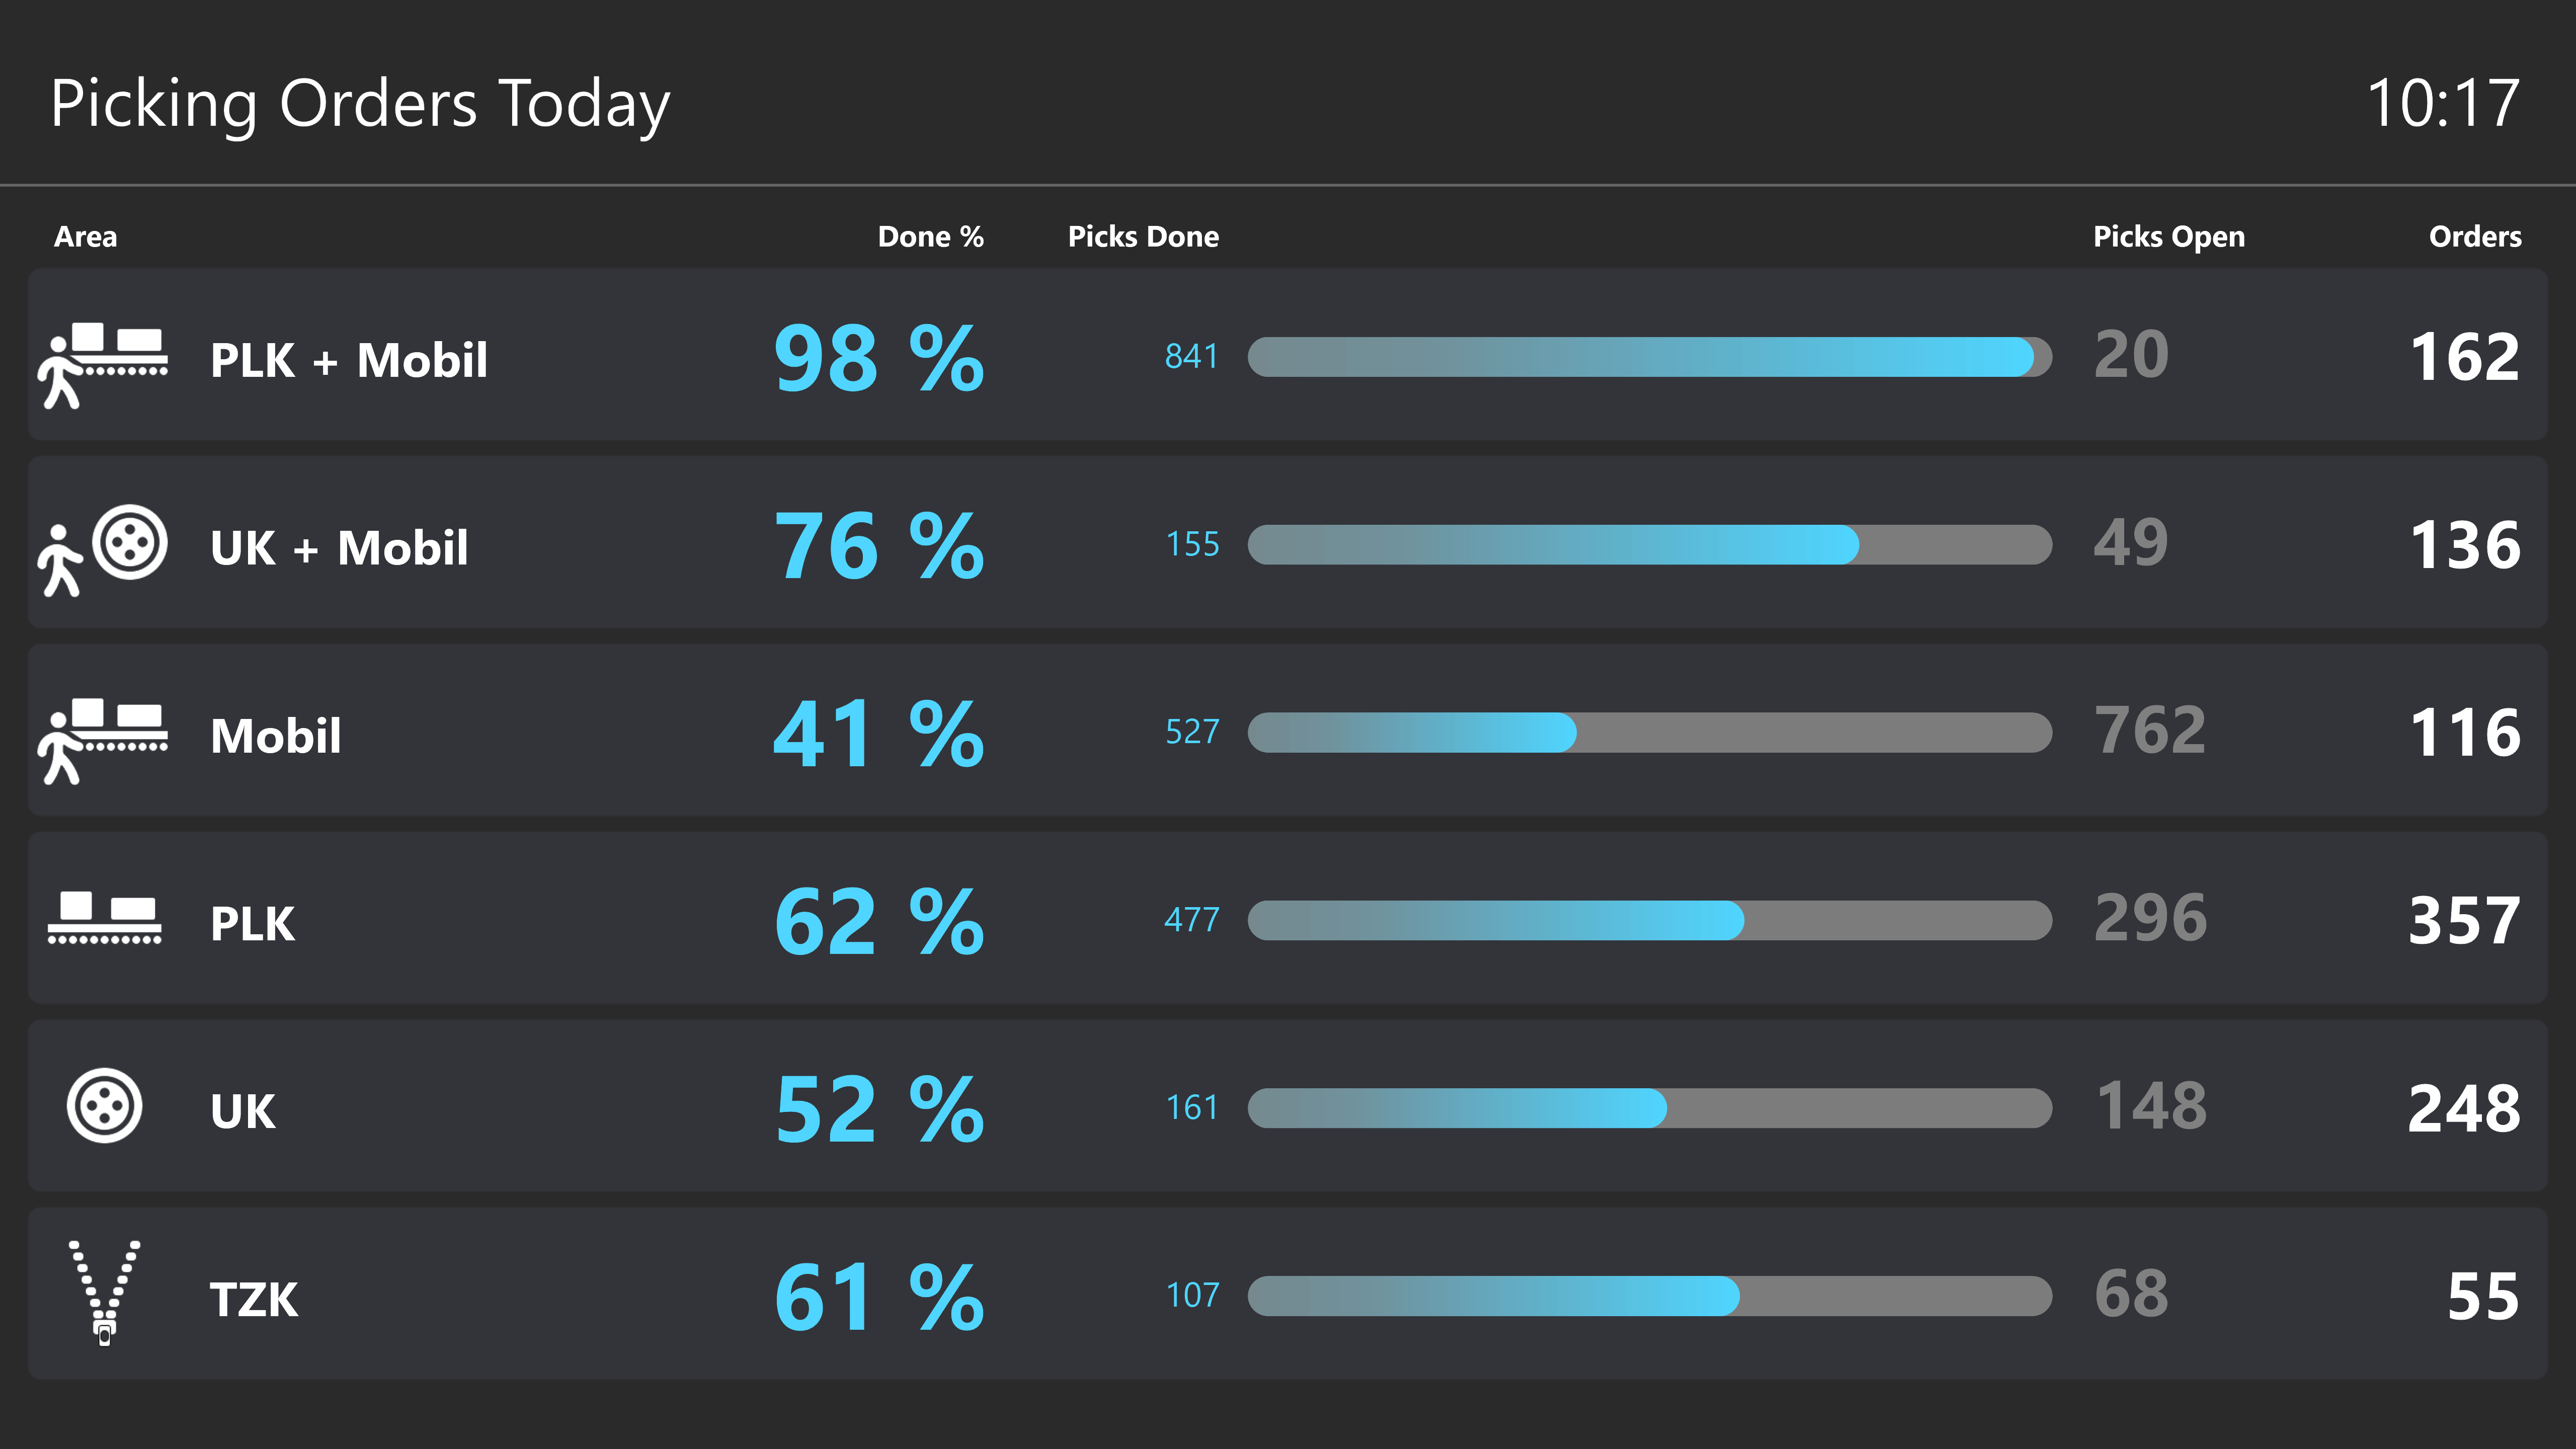 Picking Orders Today 10:17
Area Done % Picks Done Picks Open Orders
PLK + Mobil 98 % 841 20 162
UK + Mobil 76 % 155 49 136
Mobil 41 % 527 762 116
PLK 62 % 477 296 357
UK 52 % 161 148 248
TZK 61 % 107 68 55